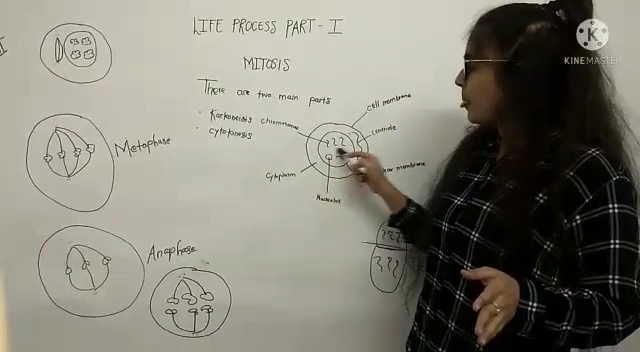 LIFE PROCESS PART - I
MITOSIS
There are two main parts
• Karkoneisis
• Cytokinesis
chromosome
Cell membrane
Centriole
Cytoplasm
Nucleolus
membrane
Metaphase
Anaphase
K
KINEMASTER